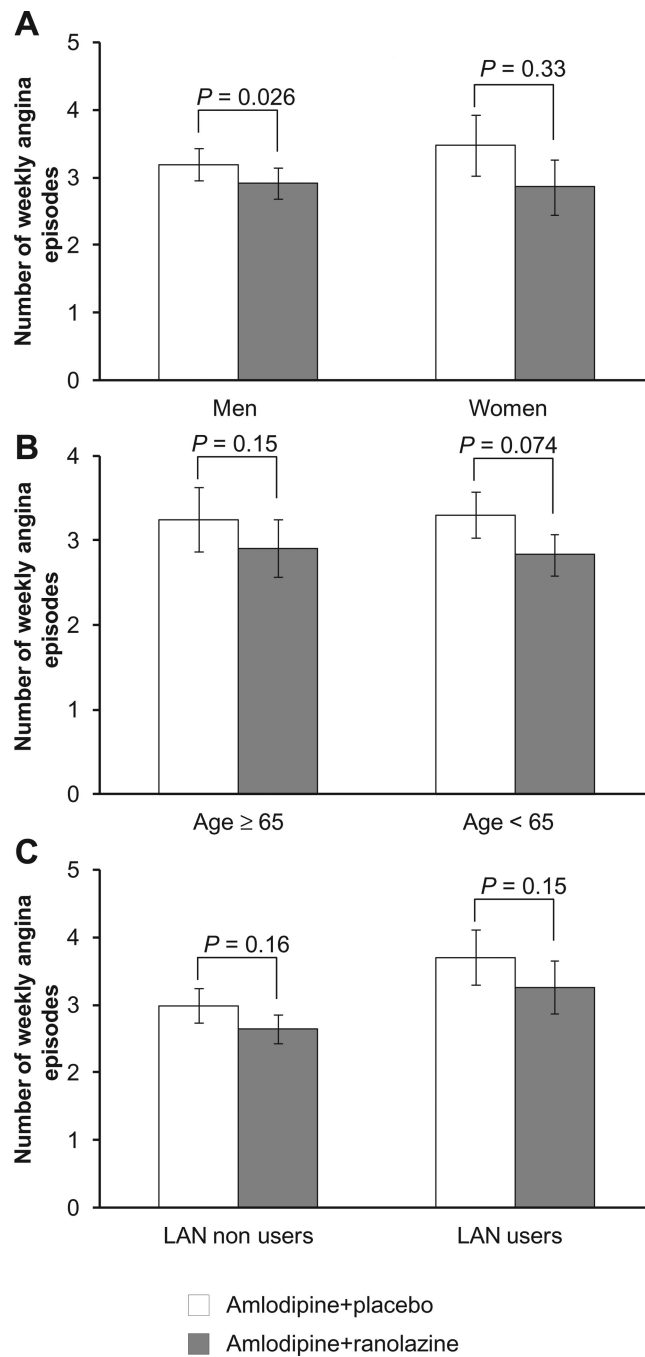 A
Number of weekly angina
episodes
5
4
3
2
1
0
P = 0.026
P = 0.33
Men
Women
B
Number of weekly angina
episodes
4
3
2
1
0
P = 0.15
P = 0.074
Age ≥ 65
Age < 65
C
Number of weekly angina
episodes
5
4
3
2
1
0
P = 0.16
P = 0.15
LAN non users
LAN users
Amlodipine+placebo
Amlodipine+ranolazine